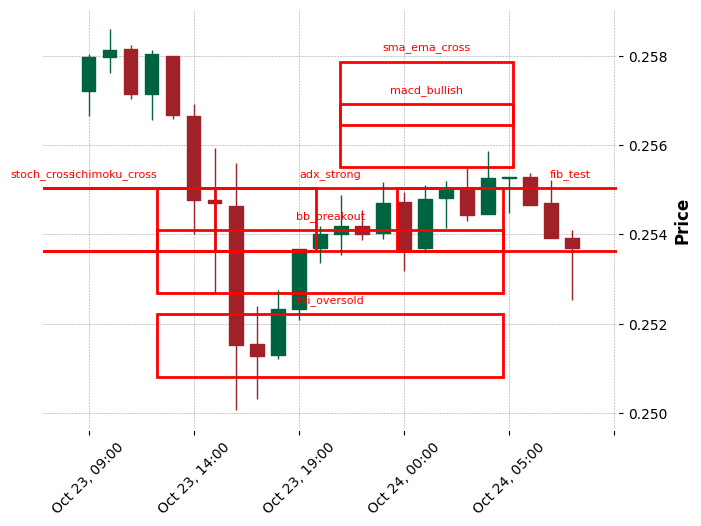 sma_ema_cross
0.258
macd_bullish
0.256
stoch_cross
ichimoku_cross
adx_strong
fib_test
bb_breakout
0.254
Price
rsi_oversold
0.252
0.250
Oct 23, 09:00
Oct 23, 14:00
Oct 23, 19:00
Oct 24, 00:00
Oct 24, 05:00